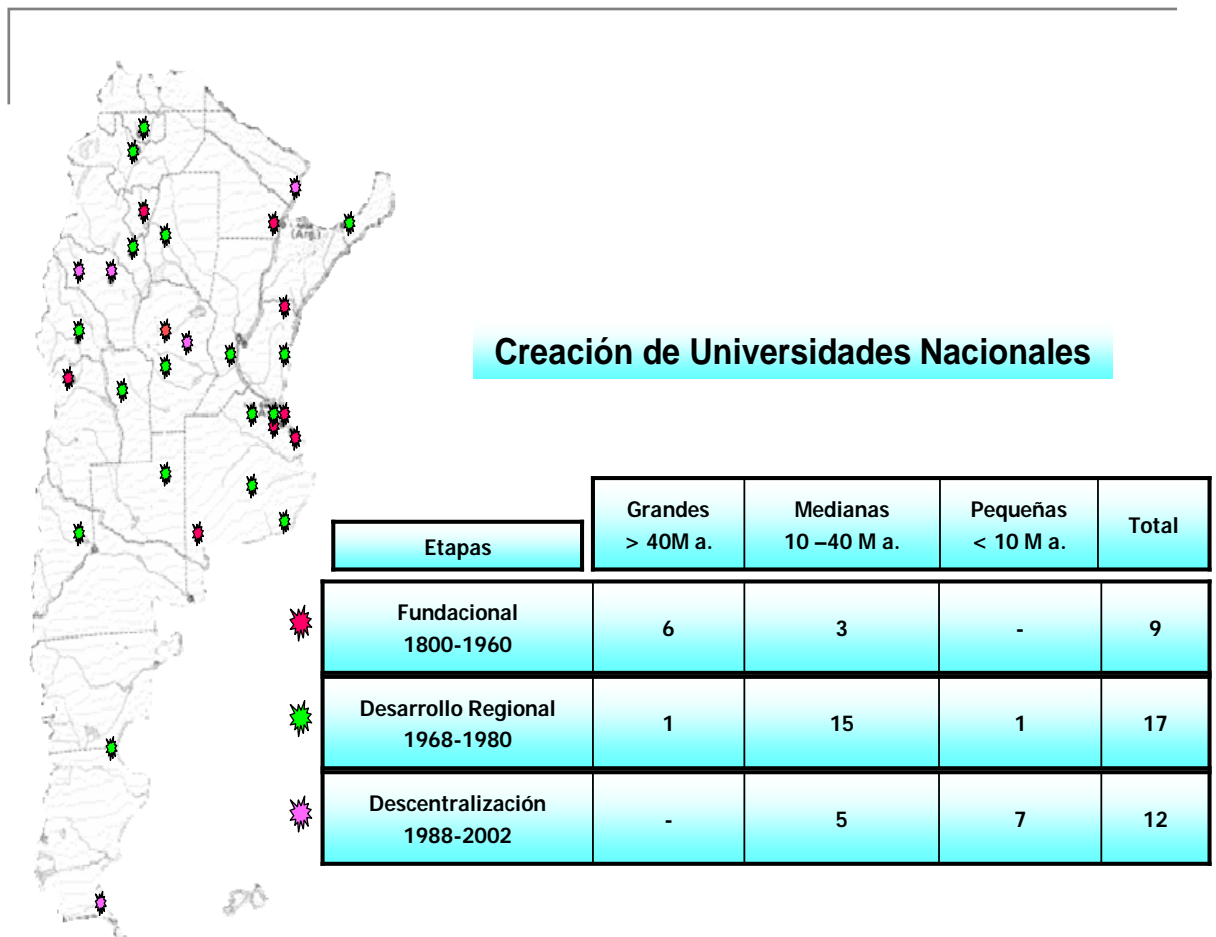 (Arg.)
Creación de Universidades Nacionales
Etapas
Grandes
> 40M a.
Medianas
10 –40 M a.
Pequeñas
< 10 M a.
Total
Fundacional
1800-1960
6
3
-
9
Desarrollo Regional
1968-1980
1
15
1
17
Descentralización
1988-2002
-
5
7
12